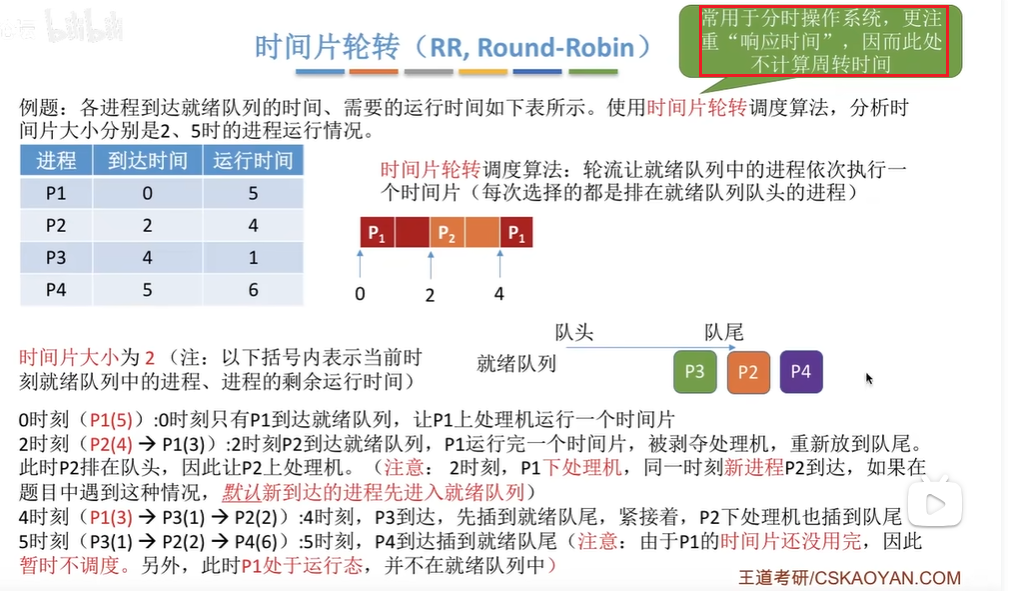 bilibili
时间片轮转（RR, Round-Robin）
常用于分时操作系统，更注
重“响应时间”，因而此处
不计算周转时间
例题：各进程到达就绪队列的时间、需要的运行时间如下表所示。使用时间片轮转调度算法，分析时
间片大小分别是2、5时的进程运行情况。
进程 到达时间 运行时间
P1 0 5
P2 2 4
P3 4 1
P4 5 6
时间片轮转调度算法：轮流让就绪队列中的进程依次执行一
个时间片（每次选择的都是排在就绪队列队头的进程）
P1 P2 P1
0 2 4
队头 队尾
就绪队列
P3 P2 P4
时间片大小为 2（注：以下括号内表示当前时
刻就绪队列中的进程、进程的剩余运行时间）
0时刻（P1(5)）:0时刻只有P1到达就绪队列，让P1上处理机运行一个时间片
2时刻（P2(4) → P1(3)）:2时刻P2到达就绪队列，P1运行完一个时间片，被剥夺处理机，重新放到队尾。
此时P2排在队头，因此让P2上处理机。（注意： 2时刻，P1下处理机，同一时刻新进程P2到达，如果在
题目中遇到这种情况，默认新到达的进程先进入就绪队列）
4时刻（P1(3) → P3(1) → P2(2)）:4时刻，P3到达，先插到就绪队尾，紧接着，P2下处理机也插到队尾
5时刻（P3(1) → P2(2) → P4(6)）:5时刻，P4到达插到就绪队尾（注意：由于P1的时间片还没用完，因此
暂时不调度。另外，此时P1处于运行态，并不在就绪队列中）
王道考研/CSKAOYAN.COM